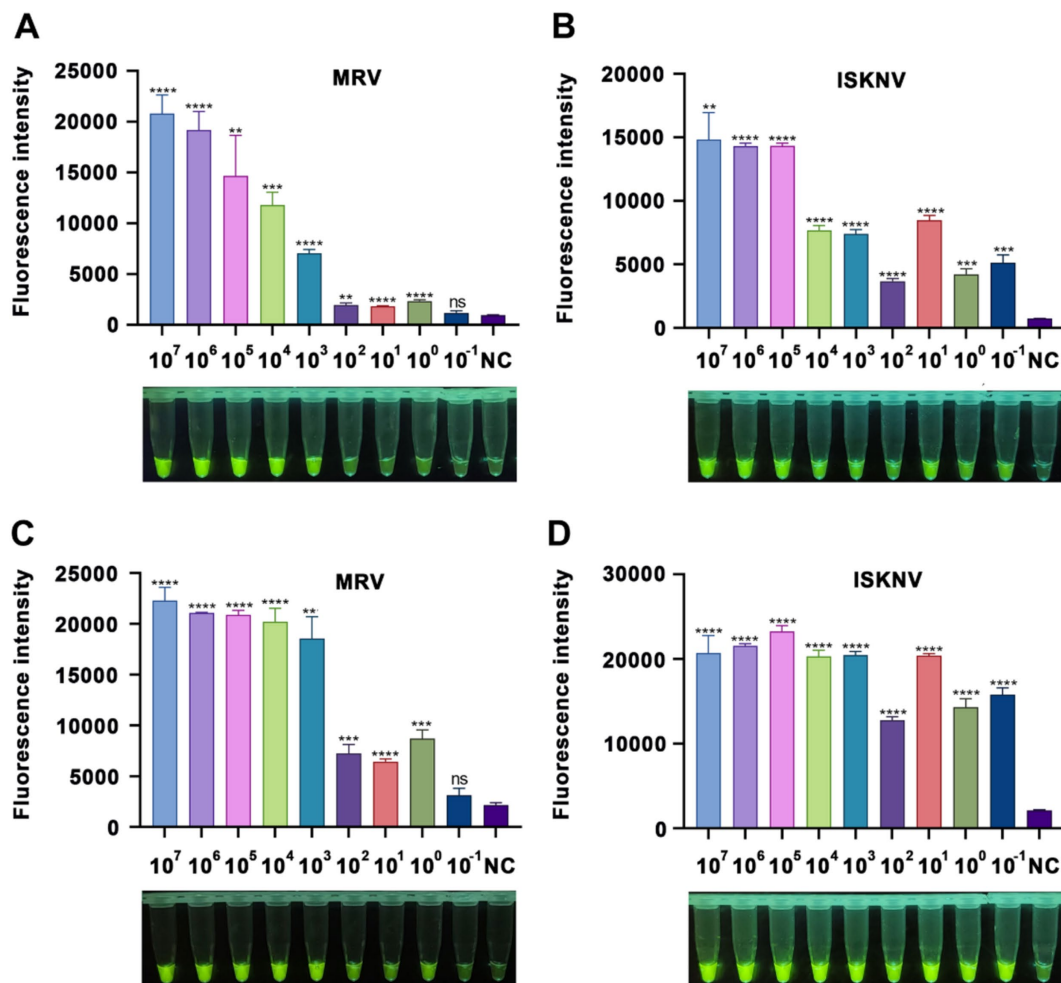 A
MRV
Fluorescence intensity
25000
20000
15000
10000
5000
0
**** **** ** *** **** ** **** **** ns
10⁷ 10⁶ 10⁵ 10⁴ 10³ 10² 10¹ 10⁰ 10⁻¹ NC
B
ISKNV
Fluorescence intensity
20000
15000
10000
5000
0
** **** **** **** **** **** **** *** ***
10⁷ 10⁶ 10⁵ 10⁴ 10³ 10² 10¹ 10⁰ 10⁻¹ NC
C
MRV
Fluorescence intensity
25000
20000
15000
10000
5000
0
**** **** **** **** ** *** **** *** ns
10⁷ 10⁶ 10⁵ 10⁴ 10³ 10² 10¹ 10⁰ 10⁻¹ NC
D
ISKNV
Fluorescence intensity
30000
20000
10000
0
**** **** **** **** **** **** **** **** ****
10⁷ 10⁶ 10⁵ 10⁴ 10³ 10² 10¹ 10⁰ 10⁻¹ NC